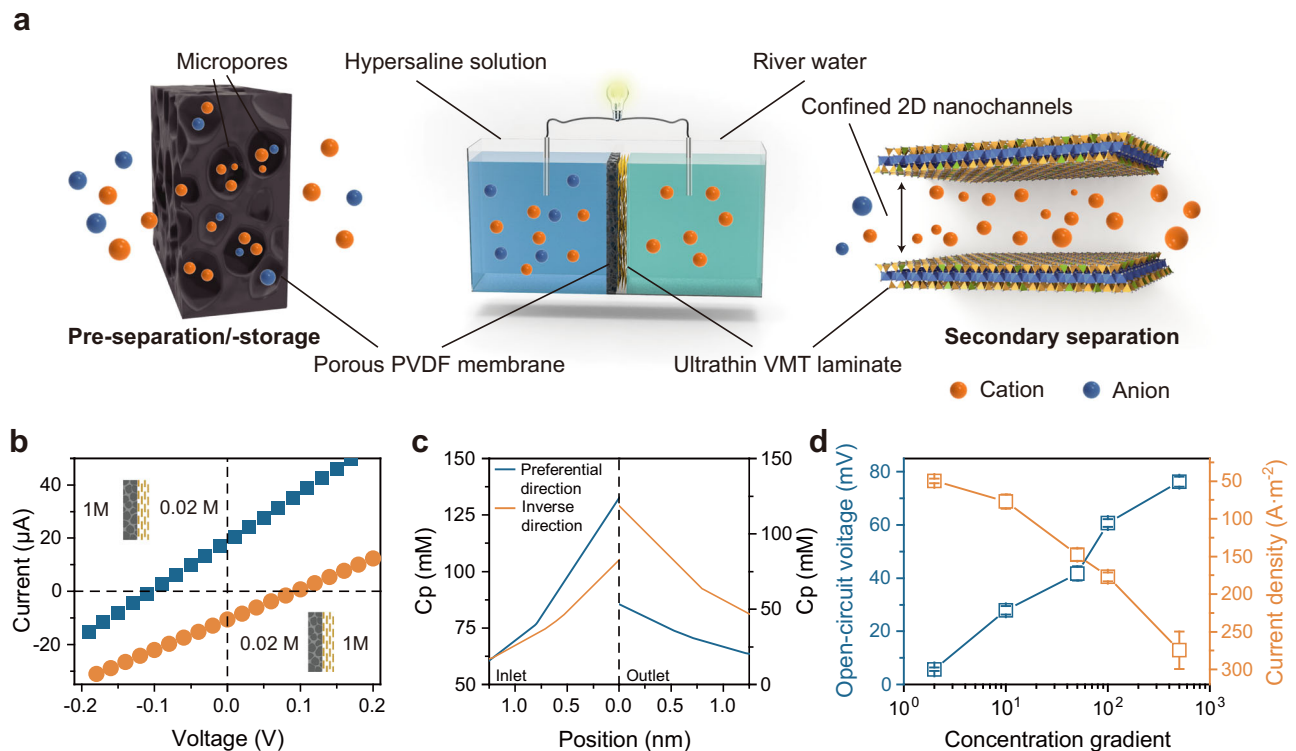 a
Micropores
Hypersaline solution
River water
Confined 2D nanochannels
Pre-separation/-storage
Porous PVDF membrane
Ultrathin VMT laminate
Secondary separation
Cation
Anion
b
Current (µA)
40
20
0
-20
1M
0.02 M
0.02 M
1M
-0.2
-0.1
0.0
0.1
0.2
Voltage (V)
c
Cp (mM)
150
125
100
75
50
Preferential
direction
Inverse
direction
Inlet
Outlet
150
100
50
0
Cp (mM)
1.0
0.5
0.0
0.5
1.0
Position (nm)
d
Open-circuit voitage (mV)
80
60
40
20
0
50
100
150
200
250
300
Current density (A·m⁻²)
10⁰
10¹
10²
10³
Concentration gradient